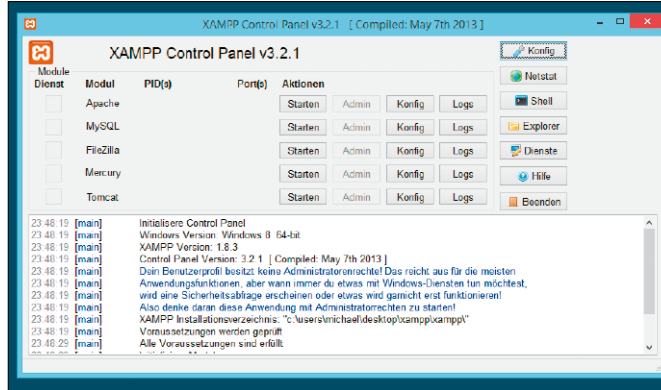 XAMPP Control Panel v3.2.1 [ Compiled: May 7th 2013 ]
XAMPP Control Panel v3.2.1
Konfig
Module
Dienst Modul PID(s) Port(s) Aktionen
Netstat
Apache Starten Admin Konfig Logs
Shell
MySQL Starten Admin Konfig Logs
Explorer
FileZilla Starten Admin Konfig Logs
Dienste
Mercury Starten Admin Konfig Logs
Hilfe
Tomcat Starten Admin Konfig Logs
Beenden
23:48:19 [main] Initialisere Control Panel
23:48:19 [main] Windows Version: Windows 8 64-bit
23:48:19 [main] XAMPP Version: 1.8.3
23:48:19 [main] Control Panel Version: 3.2.1 [ Compiled: May 7th 2013 ]
23:48:19 [main] Dein Benutzerprofil besitzt keine Administratorenrechte! Das reicht aus für die meisten
23:48:19 [main] Anwendungsfunktionen, aber wann immer du etwas mit Windows-Diensten tun möchtest,
23:48:19 [main] wird eine Sicherheitsabfrage erscheinen oder etwas wird garnicht erst funktionieren!
23:48:19 [main] Also denke daran diese Anwendung mit Administratorrechten zu starten!
23:48:19 [main] XAMPP Installationsverzeichnis: "c:\users\michael\desktop\xampp\xampp\"
23:48:19 [main] Voraussetzungen werden geprüft
23:48:29 [main] Alle Voraussetzungen sind erfüllt